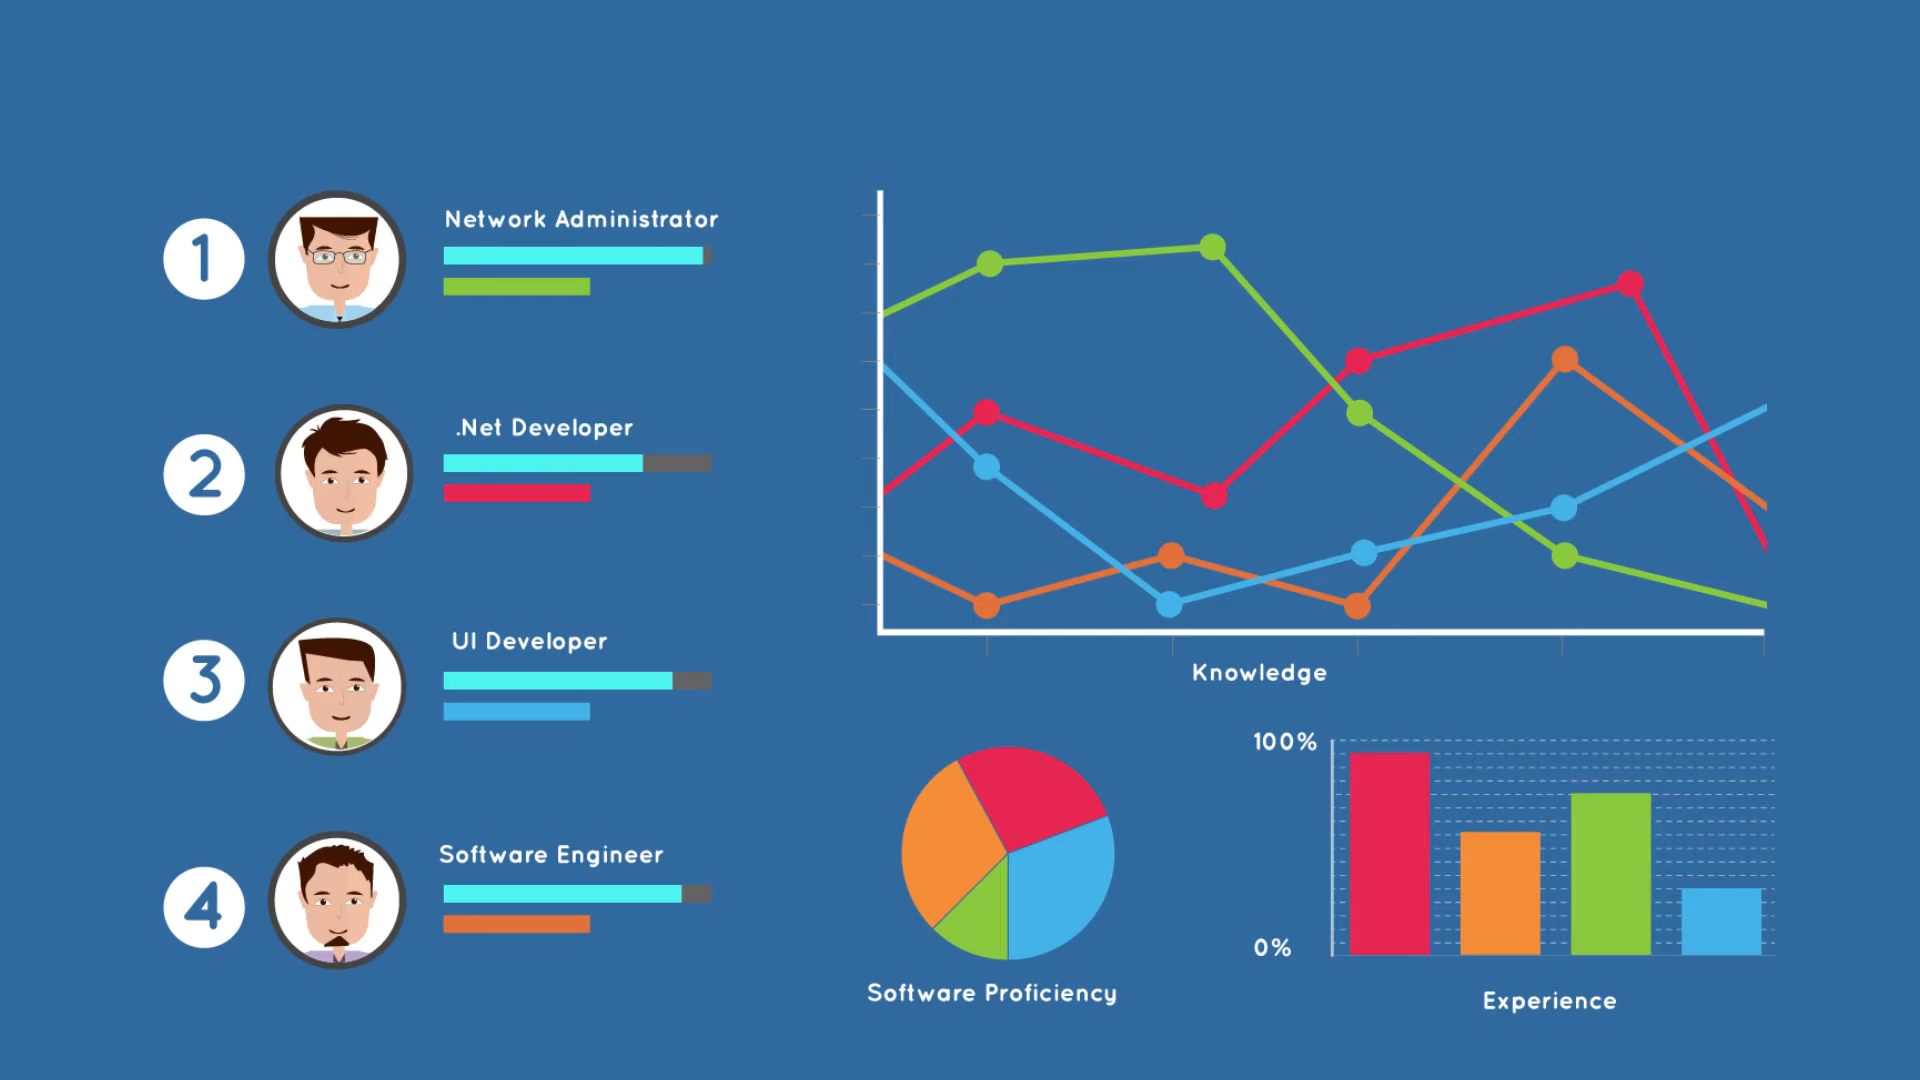 1
Network Administrator
2
.Net Developer
3
UI Developer
4
Software Engineer
Knowledge
Software Proficiency
100%
0%
Experience